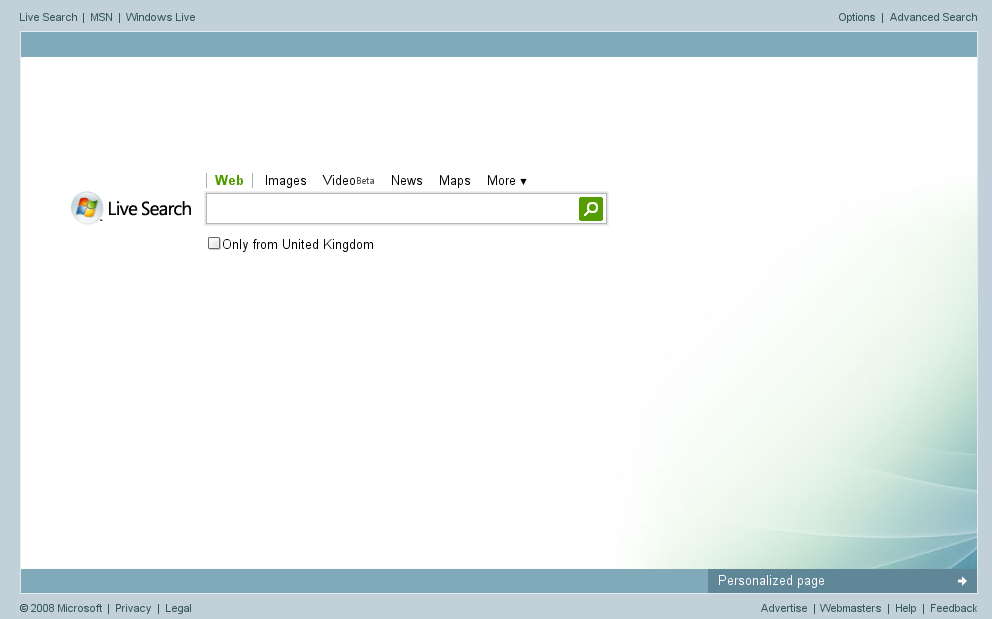 Live Search | MSN | Windows Live
Options | Advanced Search
Web | Images VideoBeta News Maps More ▼
Live Search
Only from United Kingdom
Personalized page
© 2008 Microsoft | Privacy | Legal
Advertise | Webmasters | Help | Feedback